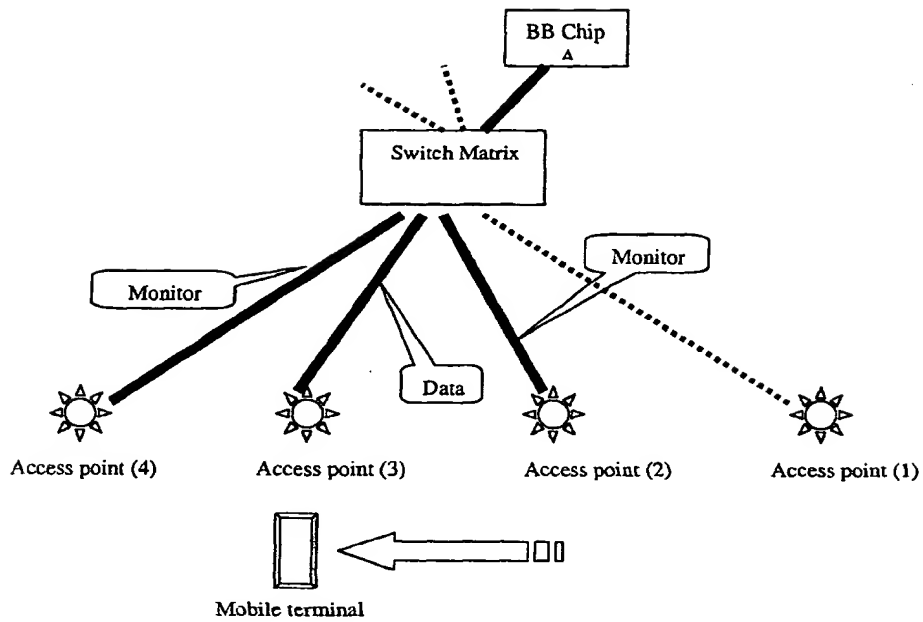 BB Chip
Switch Matrix
Monitor
Monitor
Data
Access point (4)
Access point (3)
Access point (2)
Access point (1)
Mobile terminal